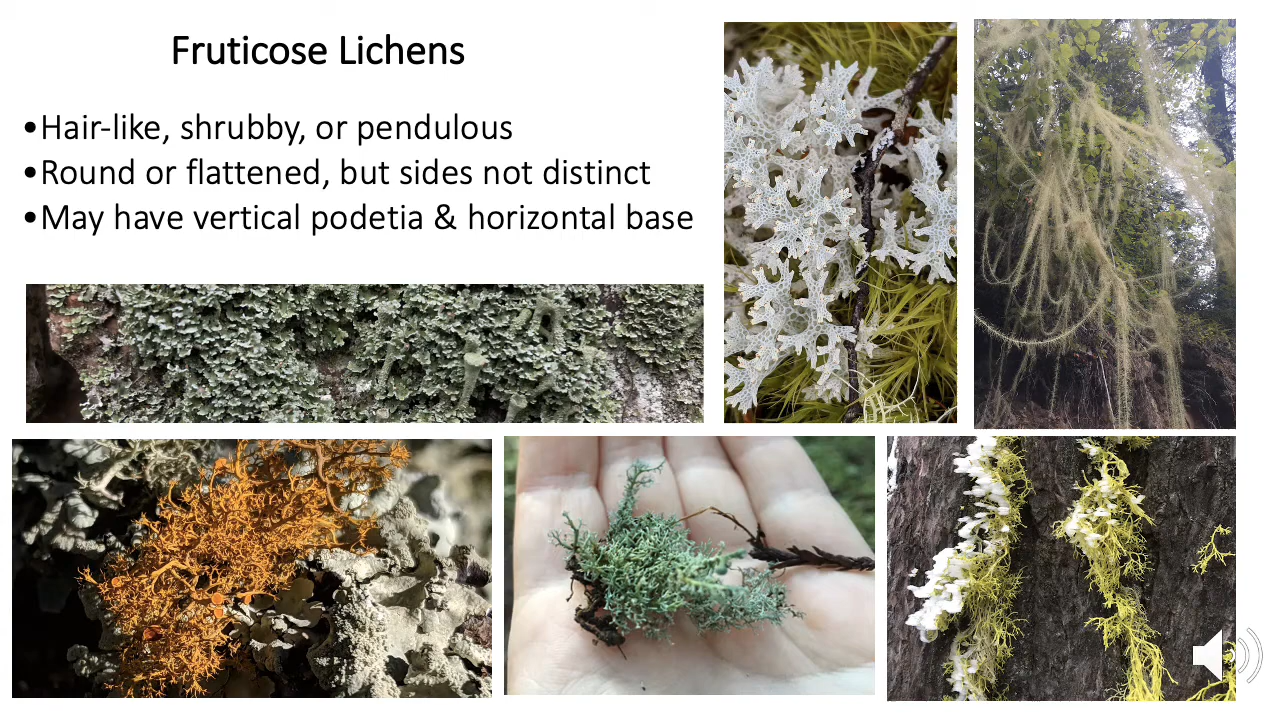 Fruticose Lichens
•Hair-like, shrubby, or pendulous
•Round or flattened, but sides not distinct
•May have vertical podetia & horizontal base